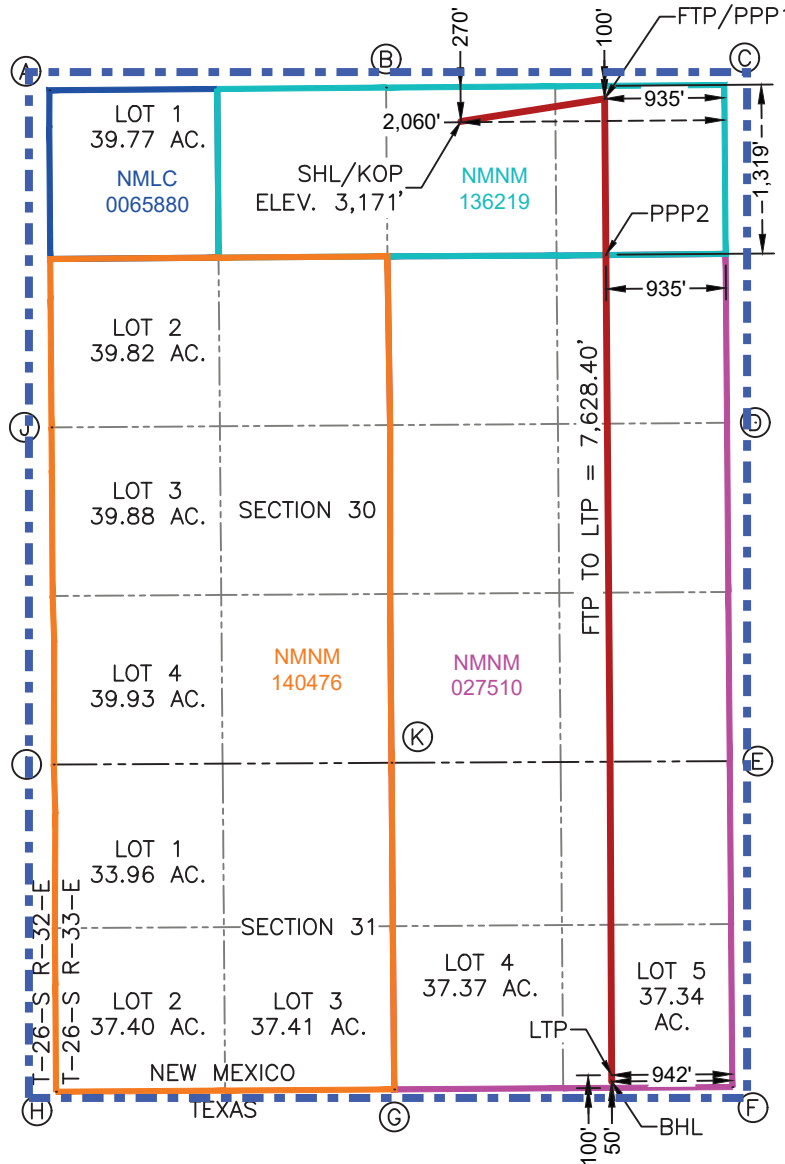 270'
100'
FTP/PPP1
A
B
C
LOT 1
39.77 AC.
935'
2,060'
SHL/KOP
ELEV. 3,171'
NMLC
0065880
NMNM
136219
1,319'
PPP2
935'
LOT 2
39.82 AC.
FTP TO LTP = 7,628.40'
J
D
LOT 3
39.88 AC.
SECTION 30
LOT 4
39.93 AC.
NMNM
140476
NMNM
027510
K
E
LOT 1
33.96 AC.
T-26-S R-32-E
T-26-S R-33-E
SECTION 31
LOT 4
37.37 AC.
LOT 5
37.34
AC.
LOT 2
37.40 AC.
LOT 3
37.41 AC.
LTP
NEW MEXICO
942'
TEXAS
H
G
F
100'
50'
BHL